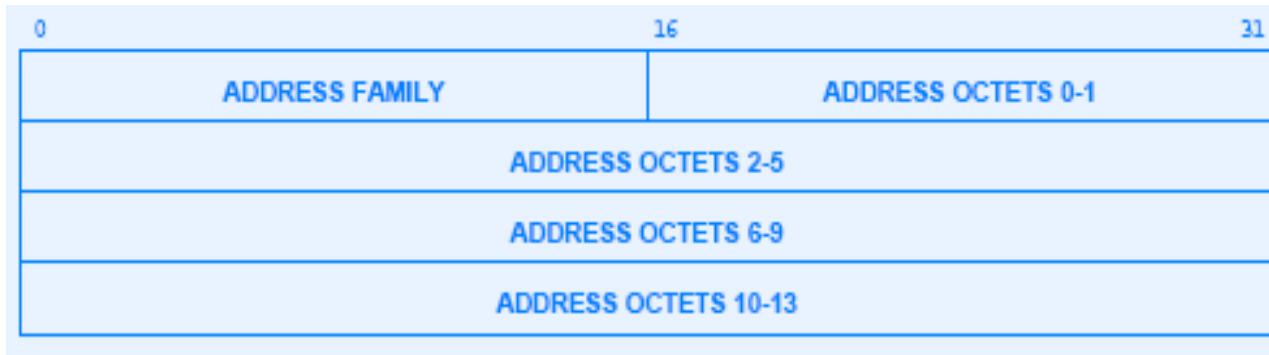 0 16 31
ADDRESS FAMILY ADDRESS OCTETS 0-1
ADDRESS OCTETS 2-5
ADDRESS OCTETS 6-9
ADDRESS OCTETS 10-13